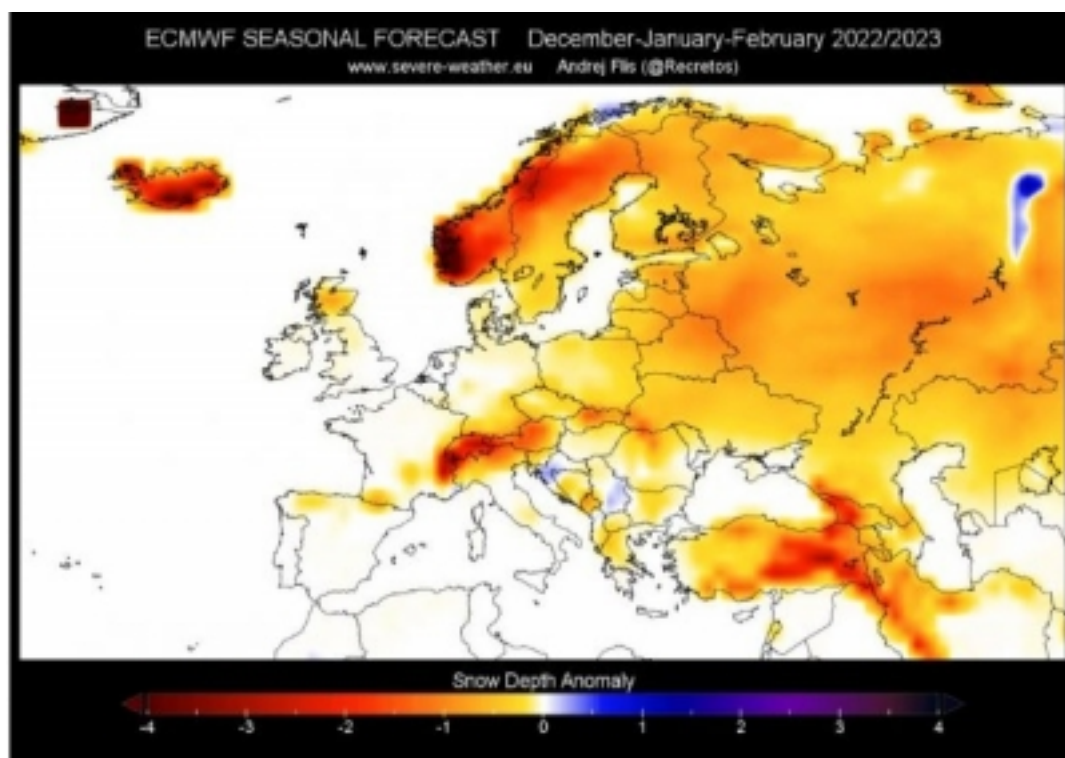 ECMWF SEASONAL FORECAST December-January-February 2022/2023
www.severe-weather.eu Andrej Flis (@Recretos)
Snow Depth Anomaly
-4 -3 -2 -1 0 1 2 3 4